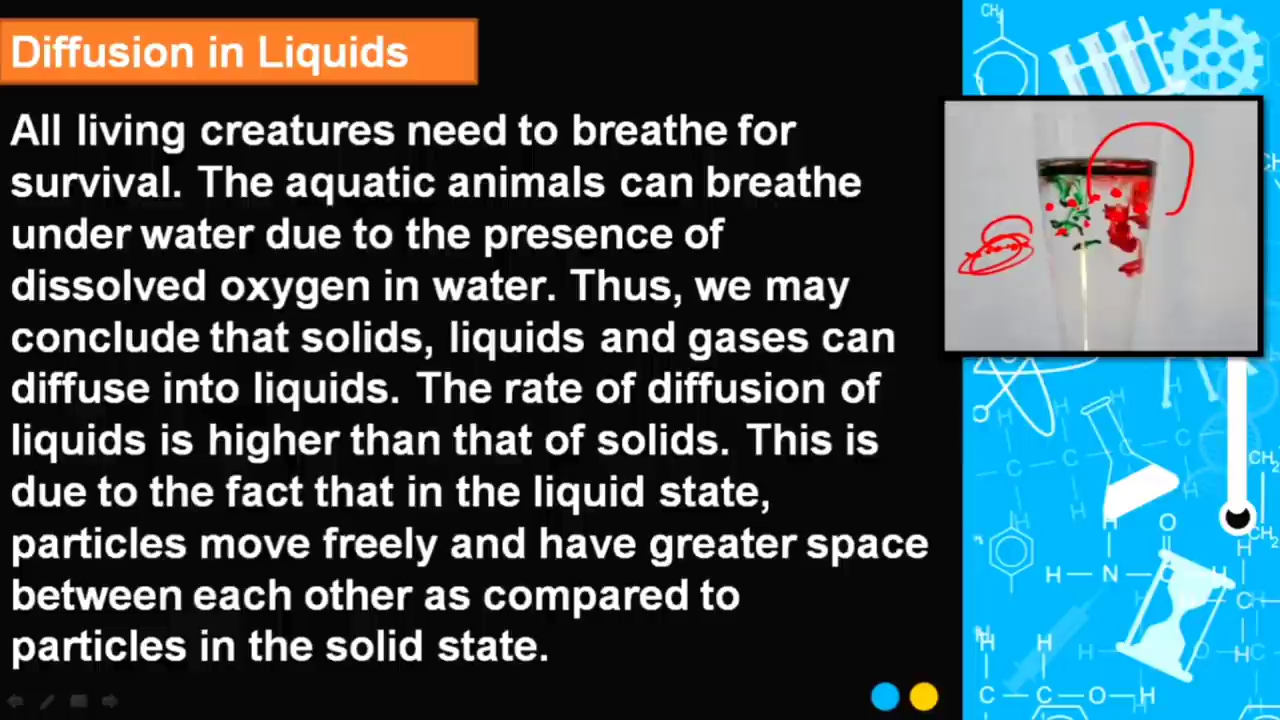 Diffusion in Liquids
All living creatures need to breathe for
survival. The aquatic animals can breathe
under water due to the presence of
dissolved oxygen in water. Thus, we may
conclude that solids, liquids and gases can
diffuse into liquids. The rate of diffusion of
liquids is higher than that of solids. This is
due to the fact that in the liquid state,
particles move freely and have greater space
between each other as compared to
particles in the solid state.
CH3
CH2
CH2
H
O
H
H N C H
C
H H
H O H
C C O H